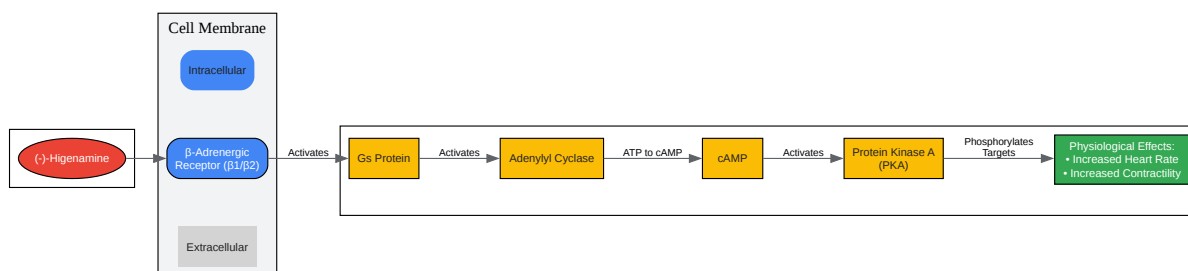 Cell Membrane
Intracellular
(-)-Higenamine
β-Adrenergic
Receptor (β1/β2)
Activates
Gs Protein
Activates
Adenylyl Cyclase
ATP to cAMP
cAMP
Activates
Protein Kinase A
(PKA)
Phosphorylates
Targets
Physiological Effects:
• Increased Heart Rate
• Increased Contractility
Extracellular